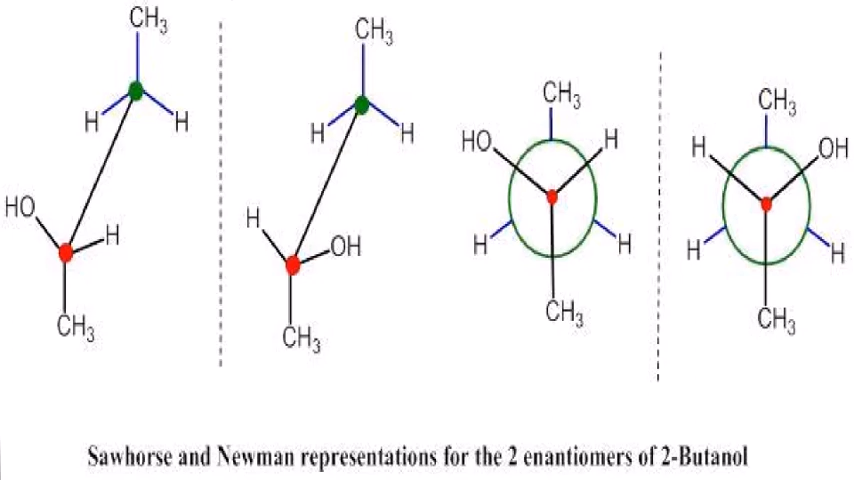 CH3
H H
HO H
CH3
CH3
H H
H OH
CH3
CH3
HO H
H H
CH3
CH3
H OH
H H
CH3
Sawhorse and Newman representations for the 2 enantiomers of 2-Butanol